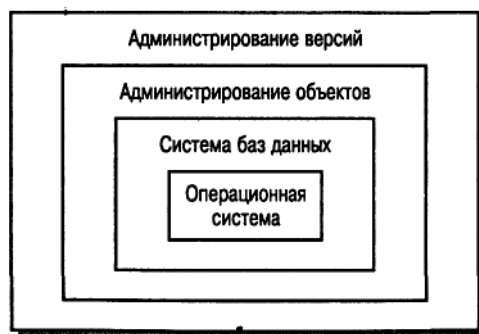 Администрирование версий
Администрирование объектов
Система баз данных
Операционная
система